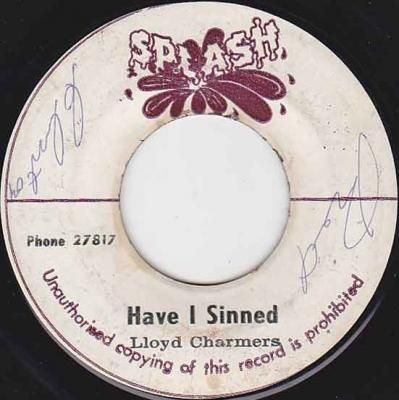 SPLASH
Phone 27817
Have I Sinned
Lloyd Charmers
Unauthorised copying of this record is prohibited